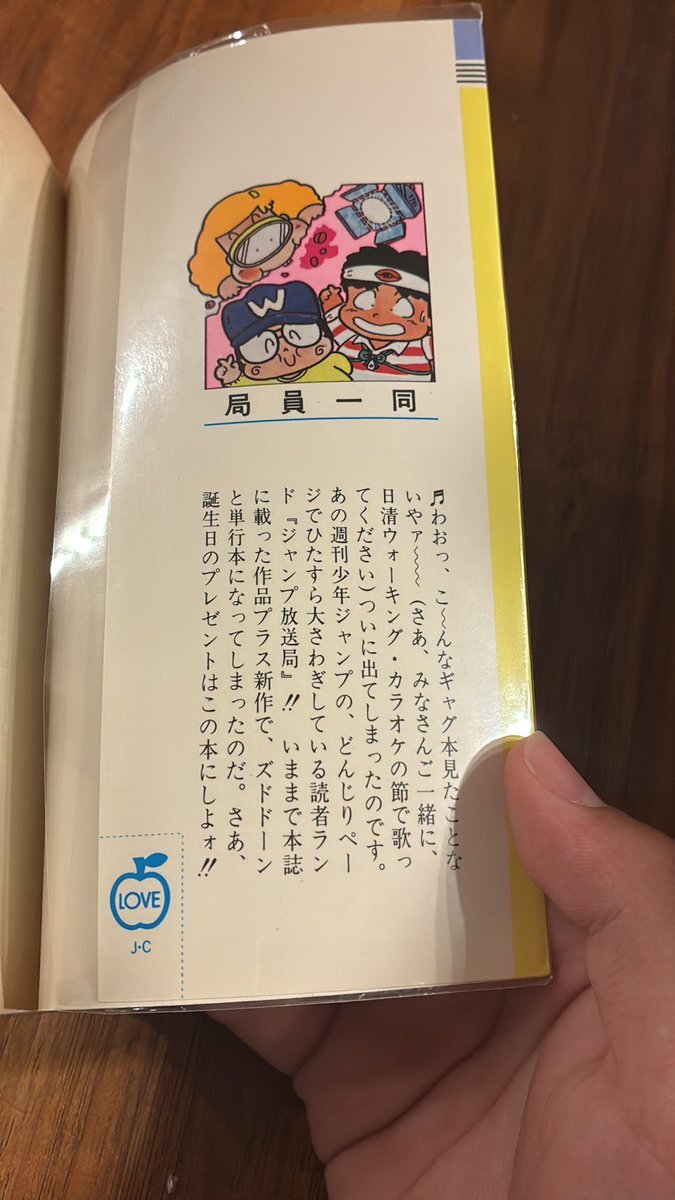 W
局員一同
♬わおっ、こ〜んなギャグ本見たことな
いやァ〜〜〜(さあ、みなさんご一緒に、
日清ウォーキング・カラオケの節で歌っ
てください)ついに出てしまったのです。
あの週刊少年ジャンプの、どんじりペー
ジでひたすら大さわぎしている読者ラン
ド『ジャンプ放送局』!! いままで本誌
に載った作品プラス新作で、ズドドーン
と単行本になってしまったのだ。さあ、
誕生日のプレゼントはこの本にしよォ!!
LOVE
J・C